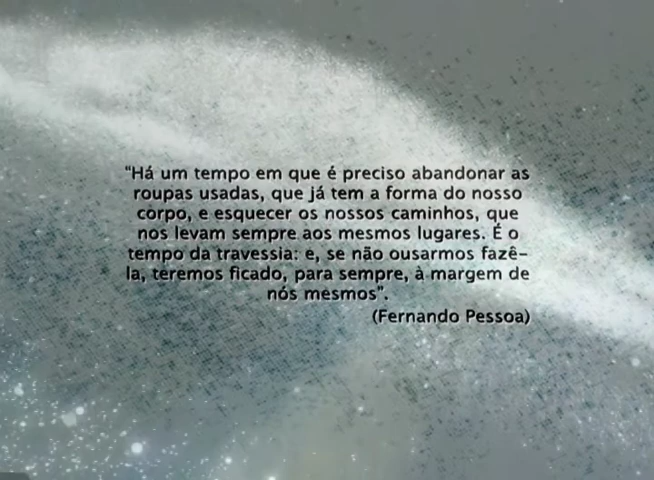 "Há um tempo em que é preciso abandonar as
roupas usadas, que já tem a forma do nosso
corpo, e esquecer os nossos caminhos, que
nos levam sempre aos mesmos lugares. É o
tempo da travessia: e, se não ousarmos fazê-
la, teremos ficado, para sempre, à margem de
nós mesmos".
(Fernando Pessoa)